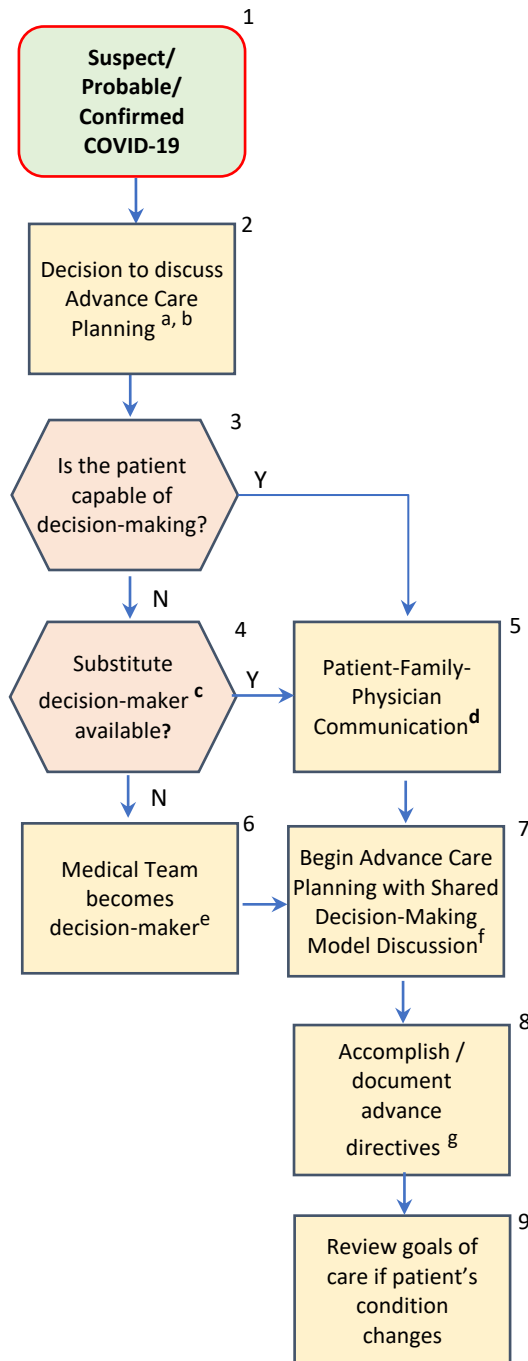 1
Suspect/
Probable/
Confirmed
COVID-19
2
Decision to discuss
Advance Care
Planning a, b
3
Is the patient
capable of
decision-making?
Y
N
4
Substitute
decision-maker c
available?
Y
N
5
Patient-Family-
Physician
Communication d
6
Medical Team
becomes
decision-maker e
7
Begin Advance Care
Planning with Shared
Decision-Making
Model Discussion f
8
Accomplish /
document
advance
directives g
9
Review goals of
care if patient’s
condition
changes